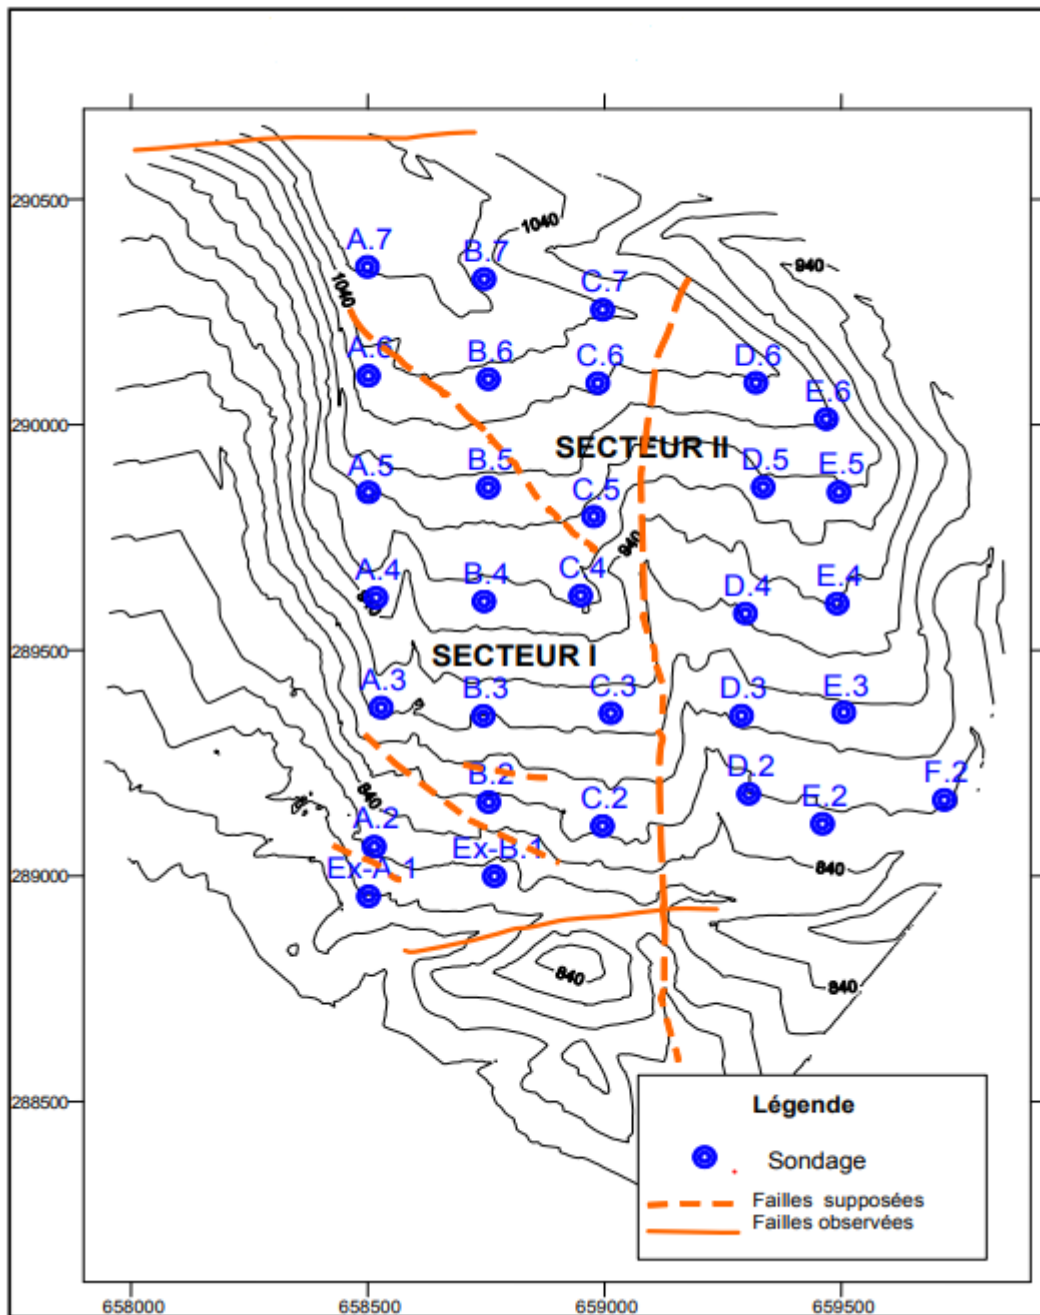 290500
290000
289500
289000
288500
1040
940
1040
A.7
B.7
C.7
A.6
B.6
C.6
D.6
E.6
SECTEUR II
A.5
B.5
C.5
D.5
E.5
940
A.4
B.4
C.4
D.4
E.4
SECTEUR I
A.3
B.3
C.3
D.3
E.3
840
B.2
D.2
F.2
A.2
C.2
E.2
Ex-A.1
Ex-B.1
840
840
840
Légende
Sondage
Failles supposées
Failles observées
658000
658500
659000
659500